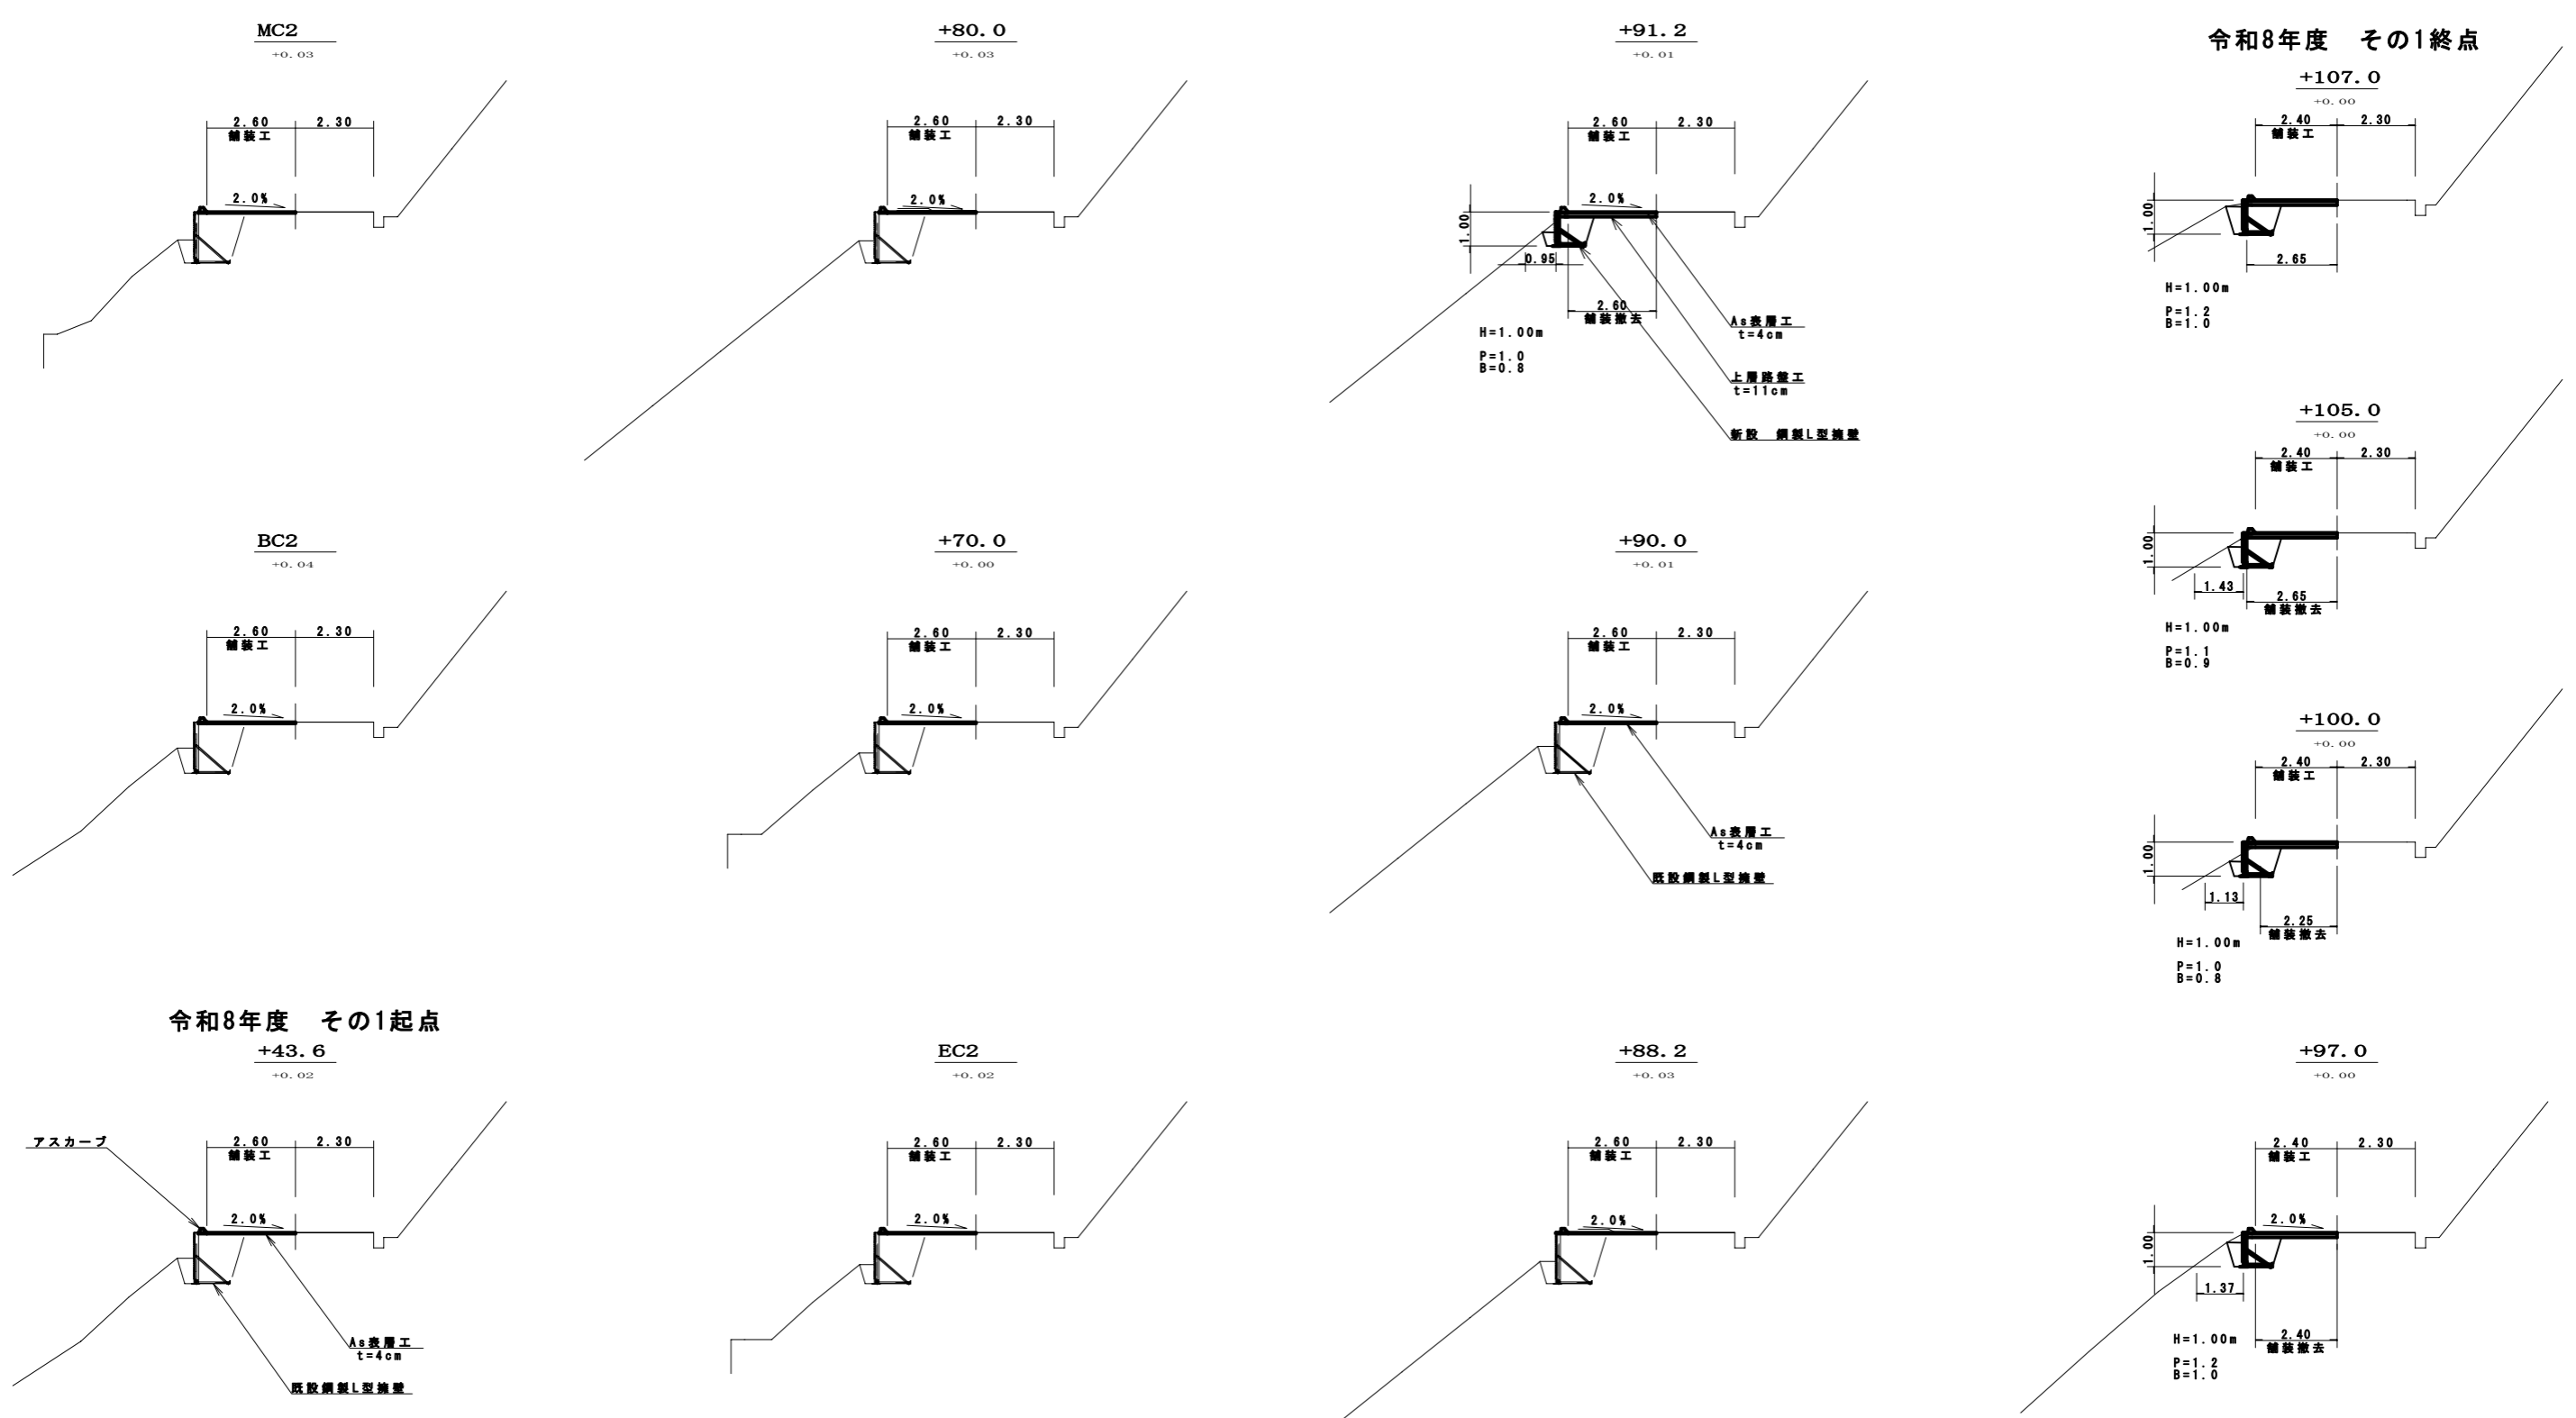 MC2
+0.03
2.60
2.30
舗装工
2.0%
+80.0
+0.03
2.60
2.30
舗装工
2.0%
+91.2
+0.01
2.60
2.30
舗装工
2.0%
1.00
0.95
2.60
舗装撤去
H=1.00m
P=1.0
B=0.8
As表層工
t=4cm
上層路盤工
t=11cm
新設 鋼製L型擁壁
令和8年度 その1終点
+107.0
+0.00
2.40
2.30
舗装工
1.00
2.65
H=1.00m
P=1.2
B=1.0
+105.0
+0.00
2.40
2.30
舗装工
1.00
1.43
2.65
舗装撤去
H=1.00m
P=1.1
B=0.9
BC2
+0.04
2.60
2.30
舗装工
2.0%
+70.0
+0.00
2.60
2.30
舗装工
2.0%
+90.0
+0.01
2.60
2.30
舗装工
2.0%
As表層工
t=4cm
既設鋼製L型擁壁
+100.0
+0.00
2.40
2.30
舗装工
1.00
1.13
2.25
舗装撤去
H=1.00m
P=1.0
B=0.8
令和8年度 その1起点
+43.6
+0.02
アスカーブ
2.60
2.30
舗装工
2.0%
As表層工
t=4cm
既設鋼製L型擁壁
EC2
+0.02
2.60
2.30
舗装工
2.0%
+88.2
+0.03
2.60
2.30
舗装工
2.0%
+97.0
+0.00
2.40
2.30
舗装工
2.0%
1.00
1.37
2.40
舗装撤去
H=1.00m
P=1.2
B=1.0